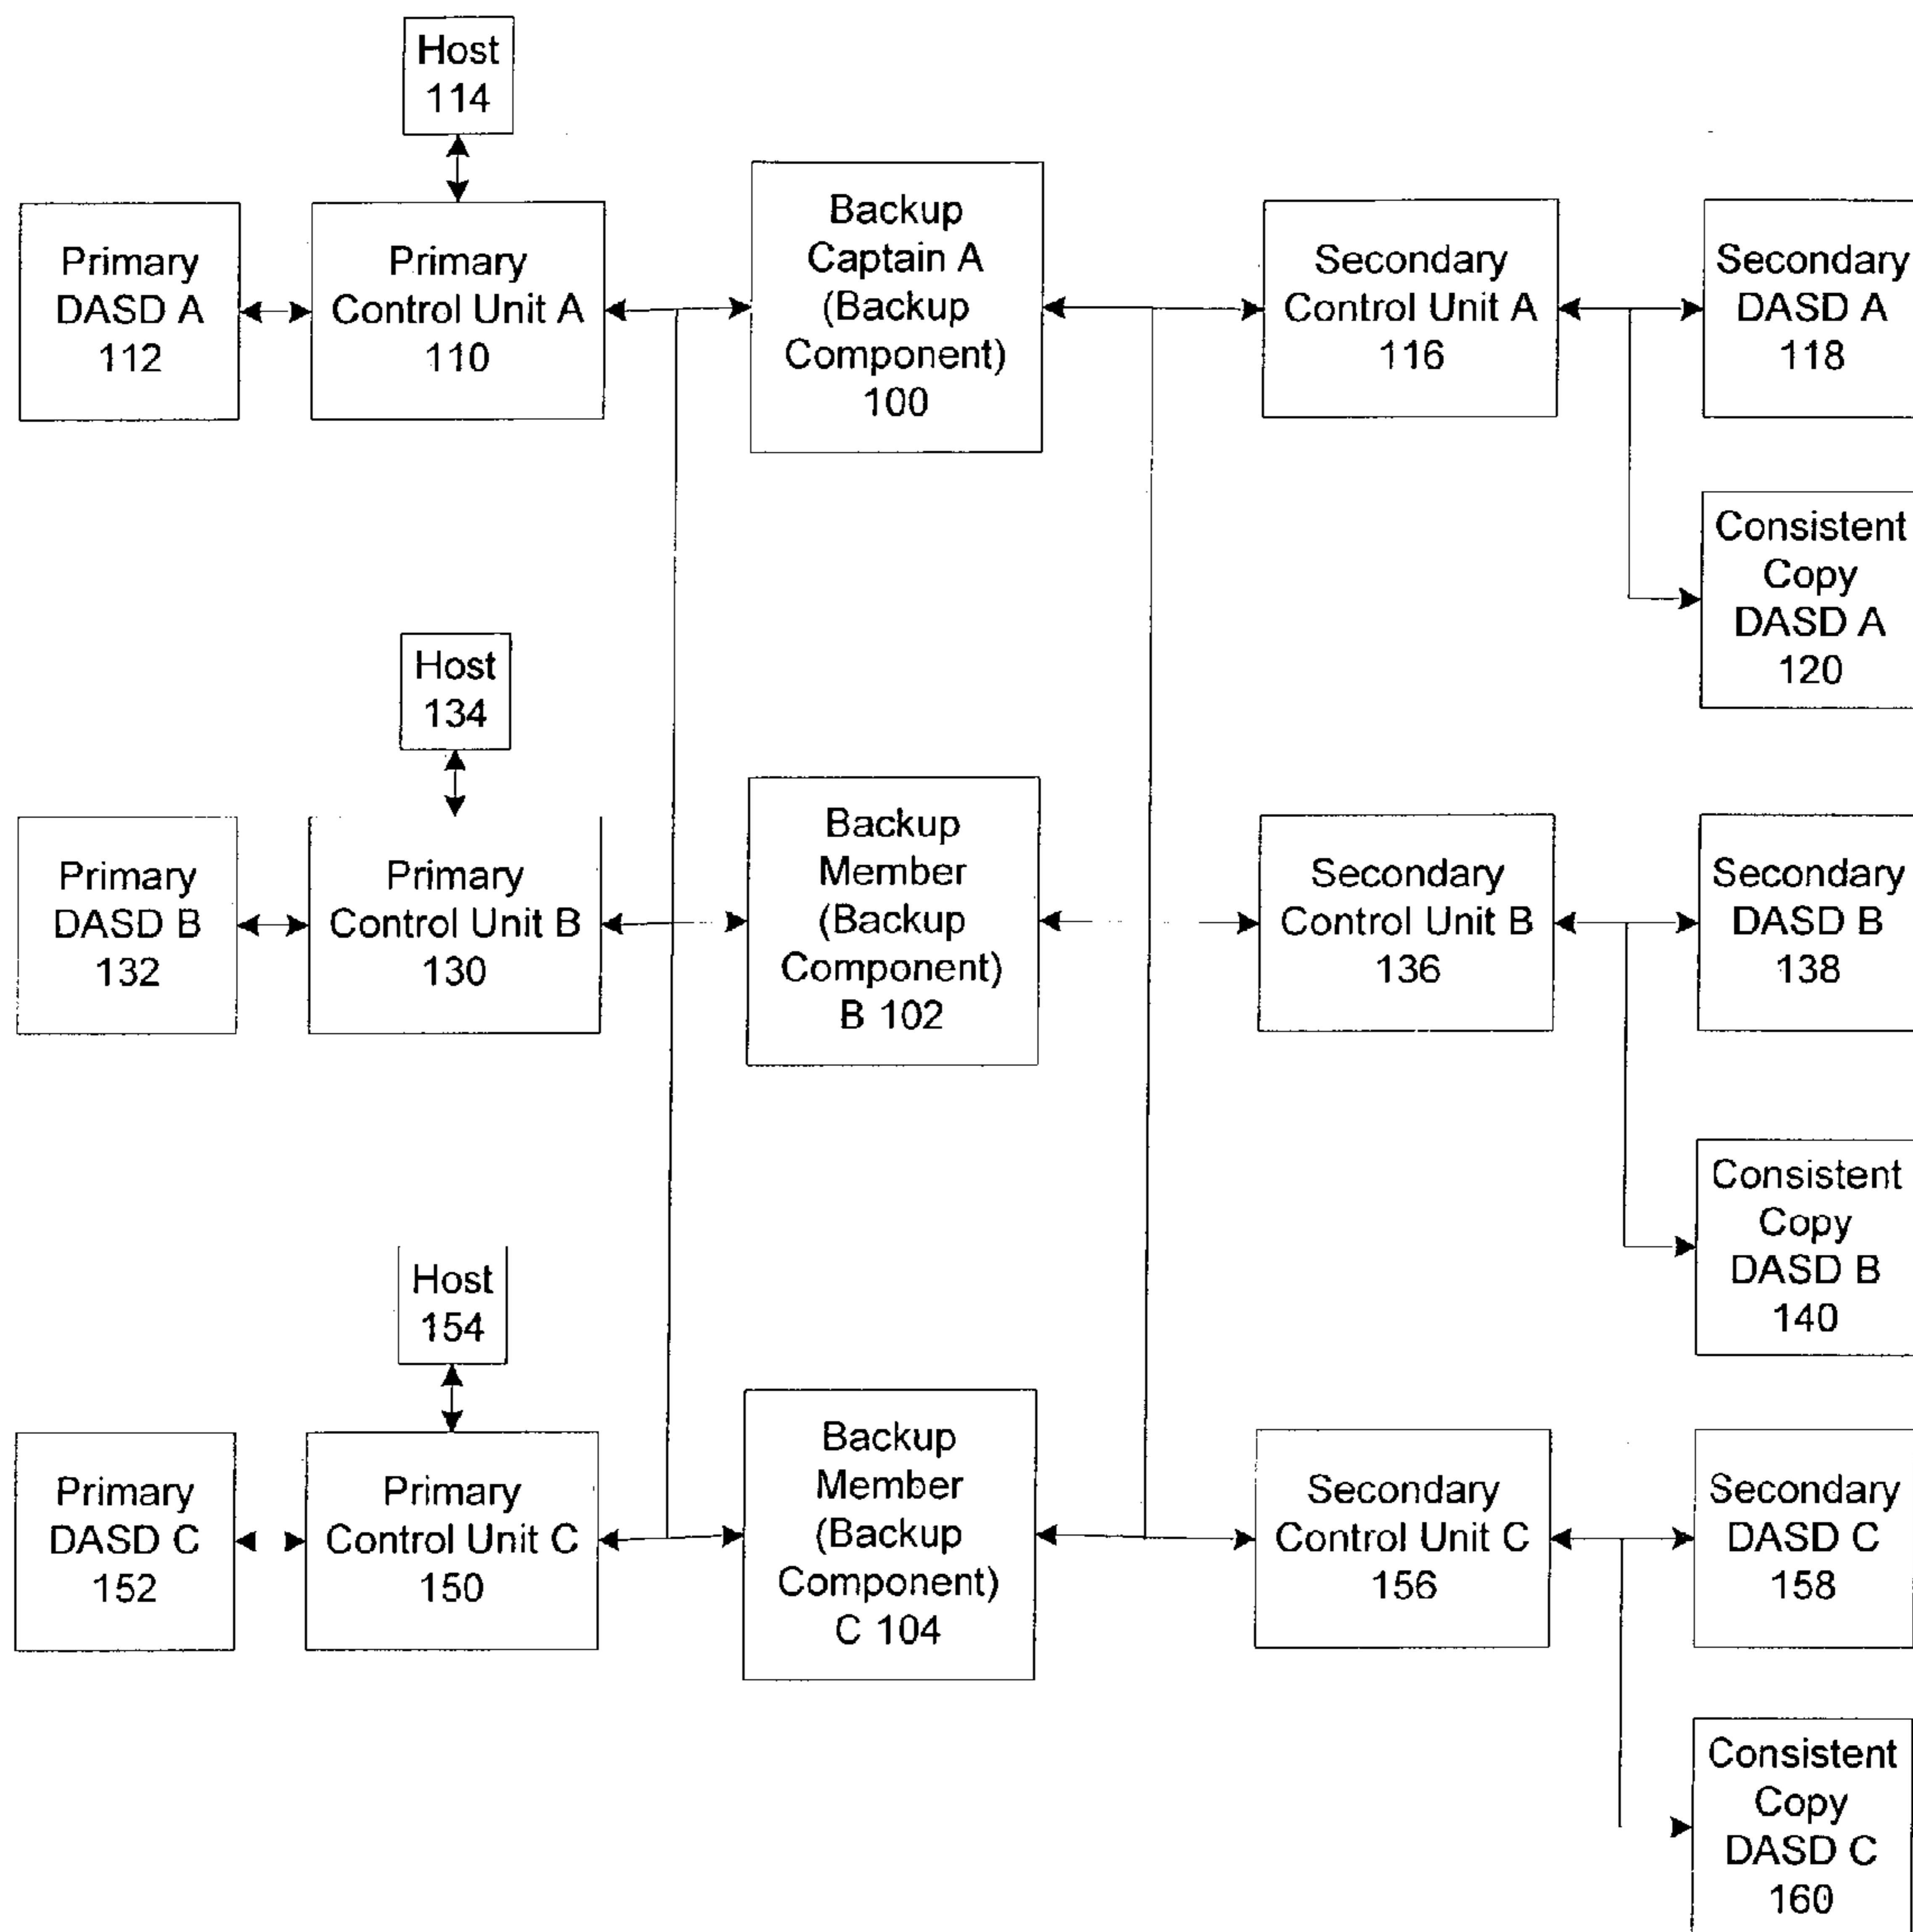 Host
114
Primary
DASD A
112
Primary
Control Unit A
110
Backup
Captain A
(Backup
Component)
100
Secondary
Control Unit A
116
Secondary
DASD A
118
Consistent
Copy
DASD A
120
Host
134
Primary
DASD B
132
Primary
Control Unit B
130
Backup
Member
(Backup
Component)
B 102
Secondary
Control Unit B
136
Secondary
DASD B
138
Consistent
Copy
DASD B
140
Host
154
Primary
DASD C
152
Primary
Control Unit C
150
Backup
Member
(Backup
Component)
C 104
Secondary
Control Unit C
156
Secondary
DASD C
158
Consistent
Copy
DASD C
160